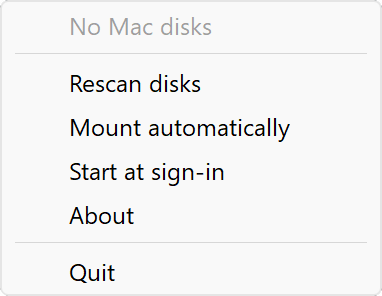 No Mac disks
Rescan disks
Mount automatically
Start at sign-in
About
Quit